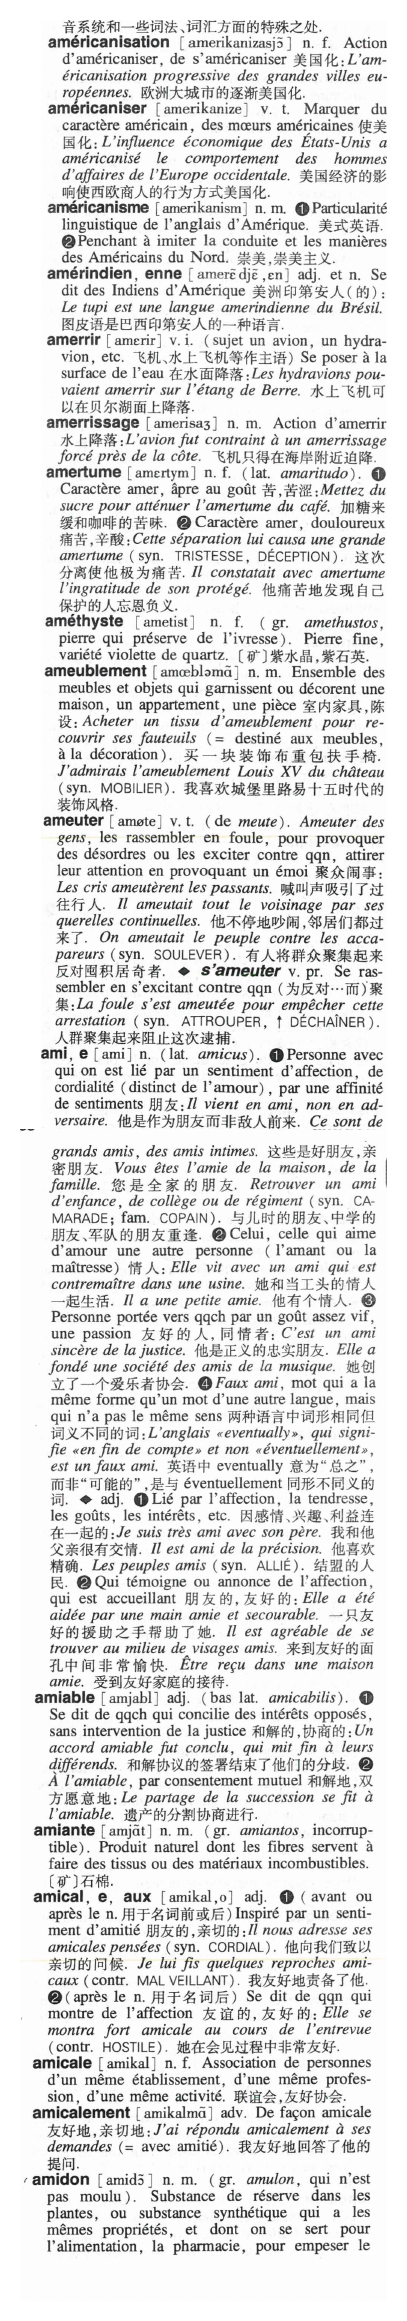 音系统和一些词法、词汇方面的特殊之处.
américanisation [amerikanizasjɔ̃] n. f. Action
d'américaniser, de s'américaniser 美国化: L'am-
éricanisation progressive des grandes villes eu-
ropéennes. 欧洲大城市的逐渐美国化.
américaniser [amerikanize] v. t. Marquer du
caractère américain, des mœurs américaines 使美
国化: L'influence économique des États-Unis a
américanisé le comportement des hommes
d'affaires de l'Europe occidentale. 美国经济的影
响使西欧商人的行为方式美国化.
américanisme [amerikanism] n. m. ❶ Particularité
linguistique de l'anglais d'Amérique. 美式英语.
❷ Penchant à imiter la conduite et les manières
des Américains du Nord. 崇美,崇美主义.
amérindien, enne [amerɛ̃djɛ̃, ɛn] adj. et n. Se
dit des Indiens d'Amérique 美洲印第安人(的):
Le tupi est une langue amerindienne du Brésil.
图皮语是巴西印第安人的一种语言.
amerrir [amɛrir] v. i. (sujet un avion, un hydra-
vion, etc. 飞机、水上飞机等作主语) Se poser à la
surface de l'eau 在水面降落: Les hydravions pou-
vaient amerrir sur l'étang de Berre. 水上飞机可
以在贝尔湖面上降落.
amerrissage [amerisaʒ] n. m. Action d'amerrir
水上降落: L'avion fut contraint à un amerrissage
forcé près de la côte. 飞机只得在海岸附近迫降.
amertume [amɛrtym] n. f. (lat. amaritudo). ❶
Caractère amer, âpre au goût 苦,苦涩: Mettez du
sucre pour atténuer l'amertume du café. 加糖来
缓和咖啡的苦味. ❷ Caractère amer, douloureux
痛苦,辛酸: Cette séparation lui causa une grande
amertume (syn. TRISTESSE, DÉCEPTION). 这次
分离使他极为痛苦. Il constatait avec amertume
l'ingratitude de son protégé. 他痛苦地发现自己
保护的人忘恩负义.
améthyste [ametist] n. f. (gr. amethustos,
pierre qui préserve de l'ivresse). Pierre fine,
variété violette de quartz. [矿]紫水晶,紫石英.
ameublement [amœbləmɑ̃] n. m. Ensemble des
meubles et objets qui garnissent ou décorent une
maison, un appartement, une pièce 室内家具,陈
设: Acheter un tissu d'ameublement pour re-
couvrir ses fauteuils (= destiné aux meubles,
à la décoration). 买一块装饰布重包扶手椅.
J'admirais l'ameublement Louis XV du château
(syn. MOBILIER). 我喜欢城堡里路易十五时代的
装饰风格.
ameuter [amøte] v. t. (de meute). Ameuter des
gens, les rassembler en foule, pour provoquer
des désordres ou les exciter contre qqn, attirer
leur attention en provoquant un émoi 聚众闹事:
Les cris ameutèrent les passants. 喊叫声吸引了过
往行人. Il ameutait tout le voisinage par ses
querelles continuelles. 他不停地吵闹,邻居们都过
来了. On ameutait le peuple contre les acca-
pareurs (syn. SOULEVER). 有人将群众聚集起来
反对囤积居奇者. ◆ s'ameuter v. pr. Se ras-
sembler en s'excitant contre qqn (为反对…而)聚
集: La foule s'est ameutée pour empêcher cette
arrestation (syn. ATTROUPER, ↑ DÉCHAÎNER).
人群聚集起来阻止这次逮捕.
ami, e [ami] n. (lat. amicus). ❶ Personne avec
qui on est lié par un sentiment d'affection, de
cordialité (distinct de l'amour), par une affinité
de sentiments 朋友: Il vient en ami, non en ad-
versaire. 他是作为朋友而非敌人前来. Ce sont de
grands amis, des amis intimes. 这些是好朋友,亲
密朋友. Vous êtes l'amie de la maison, de la
famille. 您是全家的朋友. Retrouver un ami
d'enfance, de collège ou de régiment (syn. CA-
MARADE; fam. COPAIN). 与儿时的朋友、中学的
朋友、军队的朋友重逢. ❷ Celui, celle qui aime
d'amour une autre personne (l'amant ou la
maîtresse) 情人: Elle vit avec un ami qui est
contremaître dans une usine. 她和当工头的情人
一起生活. Il a une petite amie. 他有个情人. ❸
Personne portée vers qqch par un goût assez vif,
une passion 友好的人,同情者: C'est un ami
sincère de la justice. 他是正义的忠实朋友. Elle a
fondé une société des amis de la musique. 她创
立了一个爱乐者协会. ❹ Faux ami, mot qui a la
même forme qu'un mot d'une autre langue, mais
qui n'a pas le même sens 两种语言中词形相同但
词义不同的词: L'anglais «eventually», qui signi-
fie «en fin de compte» et non «éventuellement»,
est un faux ami. 英语中 eventually 意为“总之”,
而非“可能的”,是与 éventuellement 同形不同义的
词. ◆ adj. ❶ Lié par l'affection, la tendresse,
les goûts, les intérêts, etc. 因感情、兴趣、利益连
在一起的: Je suis très ami avec son père. 我和他
父亲很有交情. Il est ami de la précision. 他喜欢
精确. Les peuples amis (syn. ALLIÉ). 结盟的人
民. ❷ Qui témoigne ou annonce de l'affection,
qui est accueillant 朋友的,友好的: Elle a été
aidée par une main amie et secourable. 一只友
好的援助之手帮助了她. Il est agréable de se
trouver au milieu de visages amis. 来到友好的面
孔中间非常愉快. Être reçu dans une maison
amie. 受到友好家庭的接待.
amiable [amjabl] adj. (bas lat. amicabilis). ❶
Se dit de qqch qui concilie des intérêts opposés,
sans intervention de la justice 和解的,协商的: Un
accord amiable fut conclu, qui mit fin à leurs
différends. 和解协议的签署结束了他们的分歧. ❷
À l'amiable, par consentement mutuel 和解地,双
方愿意地: Le partage de la succession se fit à
l'amiable. 遗产的分割协商进行.
amiante [amjɑ̃t] n. m. (gr. amiantos, incorrup-
tible). Produit naturel dont les fibres servent à
faire des tissus ou des matériaux incombustibles.
[矿]石棉.
amical, e, aux [amikal, o] adj. ❶ (avant ou
après le n. 用于名词前或后) Inspiré par un senti-
ment d'amitié 朋友的,亲切的: Il nous adresse ses
amicales pensées (syn. CORDIAL). 他向我们致以
亲切的问候. Je lui fis quelques reproches ami-
caux (contr. MALVEILLANT). 我友好地责备了他.
❷ (après le n. 用于名词后) Se dit de qqn qui
montre de l'affection 友谊的,友好的: Elle se
montra fort amicale au cours de l'entrevue
(contr. HOSTILE). 她在会见过程中非常友好.
amicale [amikal] n. f. Association de personnes
d'un même établissement, d'une même profes-
sion, d'une même activité. 联谊会,友好协会.
amicalement [amikalmɑ̃] adv. De façon amicale
友好地,亲切地: J'ai répondu amicalement à ses
demandes (= avec amitié). 我友好地回答了他的
提问.
amidon [amidɔ̃] n. m. (gr. amulon, qui n'est
pas moulu). Substance de réserve dans les
plantes, ou substance synthétique qui a les
mêmes propriétés, et dont on se sert pour
l'alimentation, la pharmacie, pour empeser le